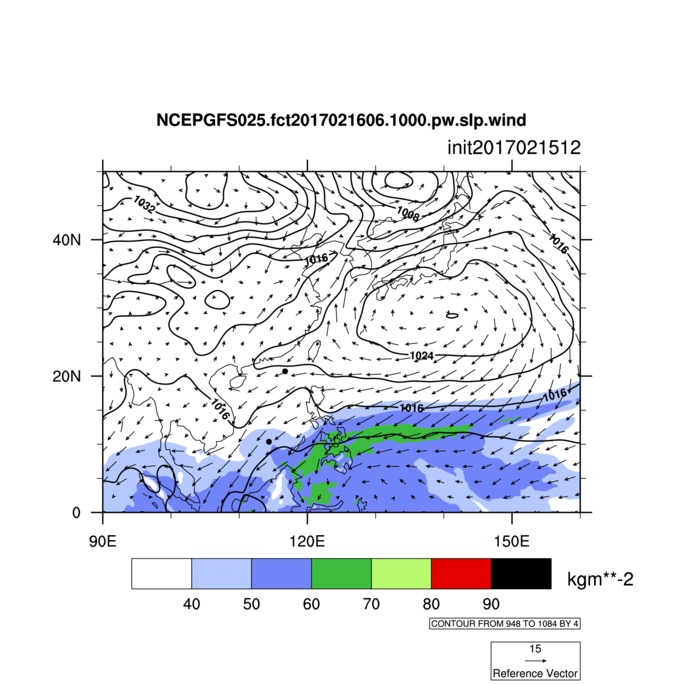 NCEPGFS025.fct2017021606.1000.pw.slp.wind
init2017021512
1032
1008
1016
1016
40N
1024
20N
1016
1016
1016
0
90E 120E 150E
kgm**-2
40 50 60 70 80 90
CONTOUR FROM 948 TO 1084 BY 4
15
Reference Vector